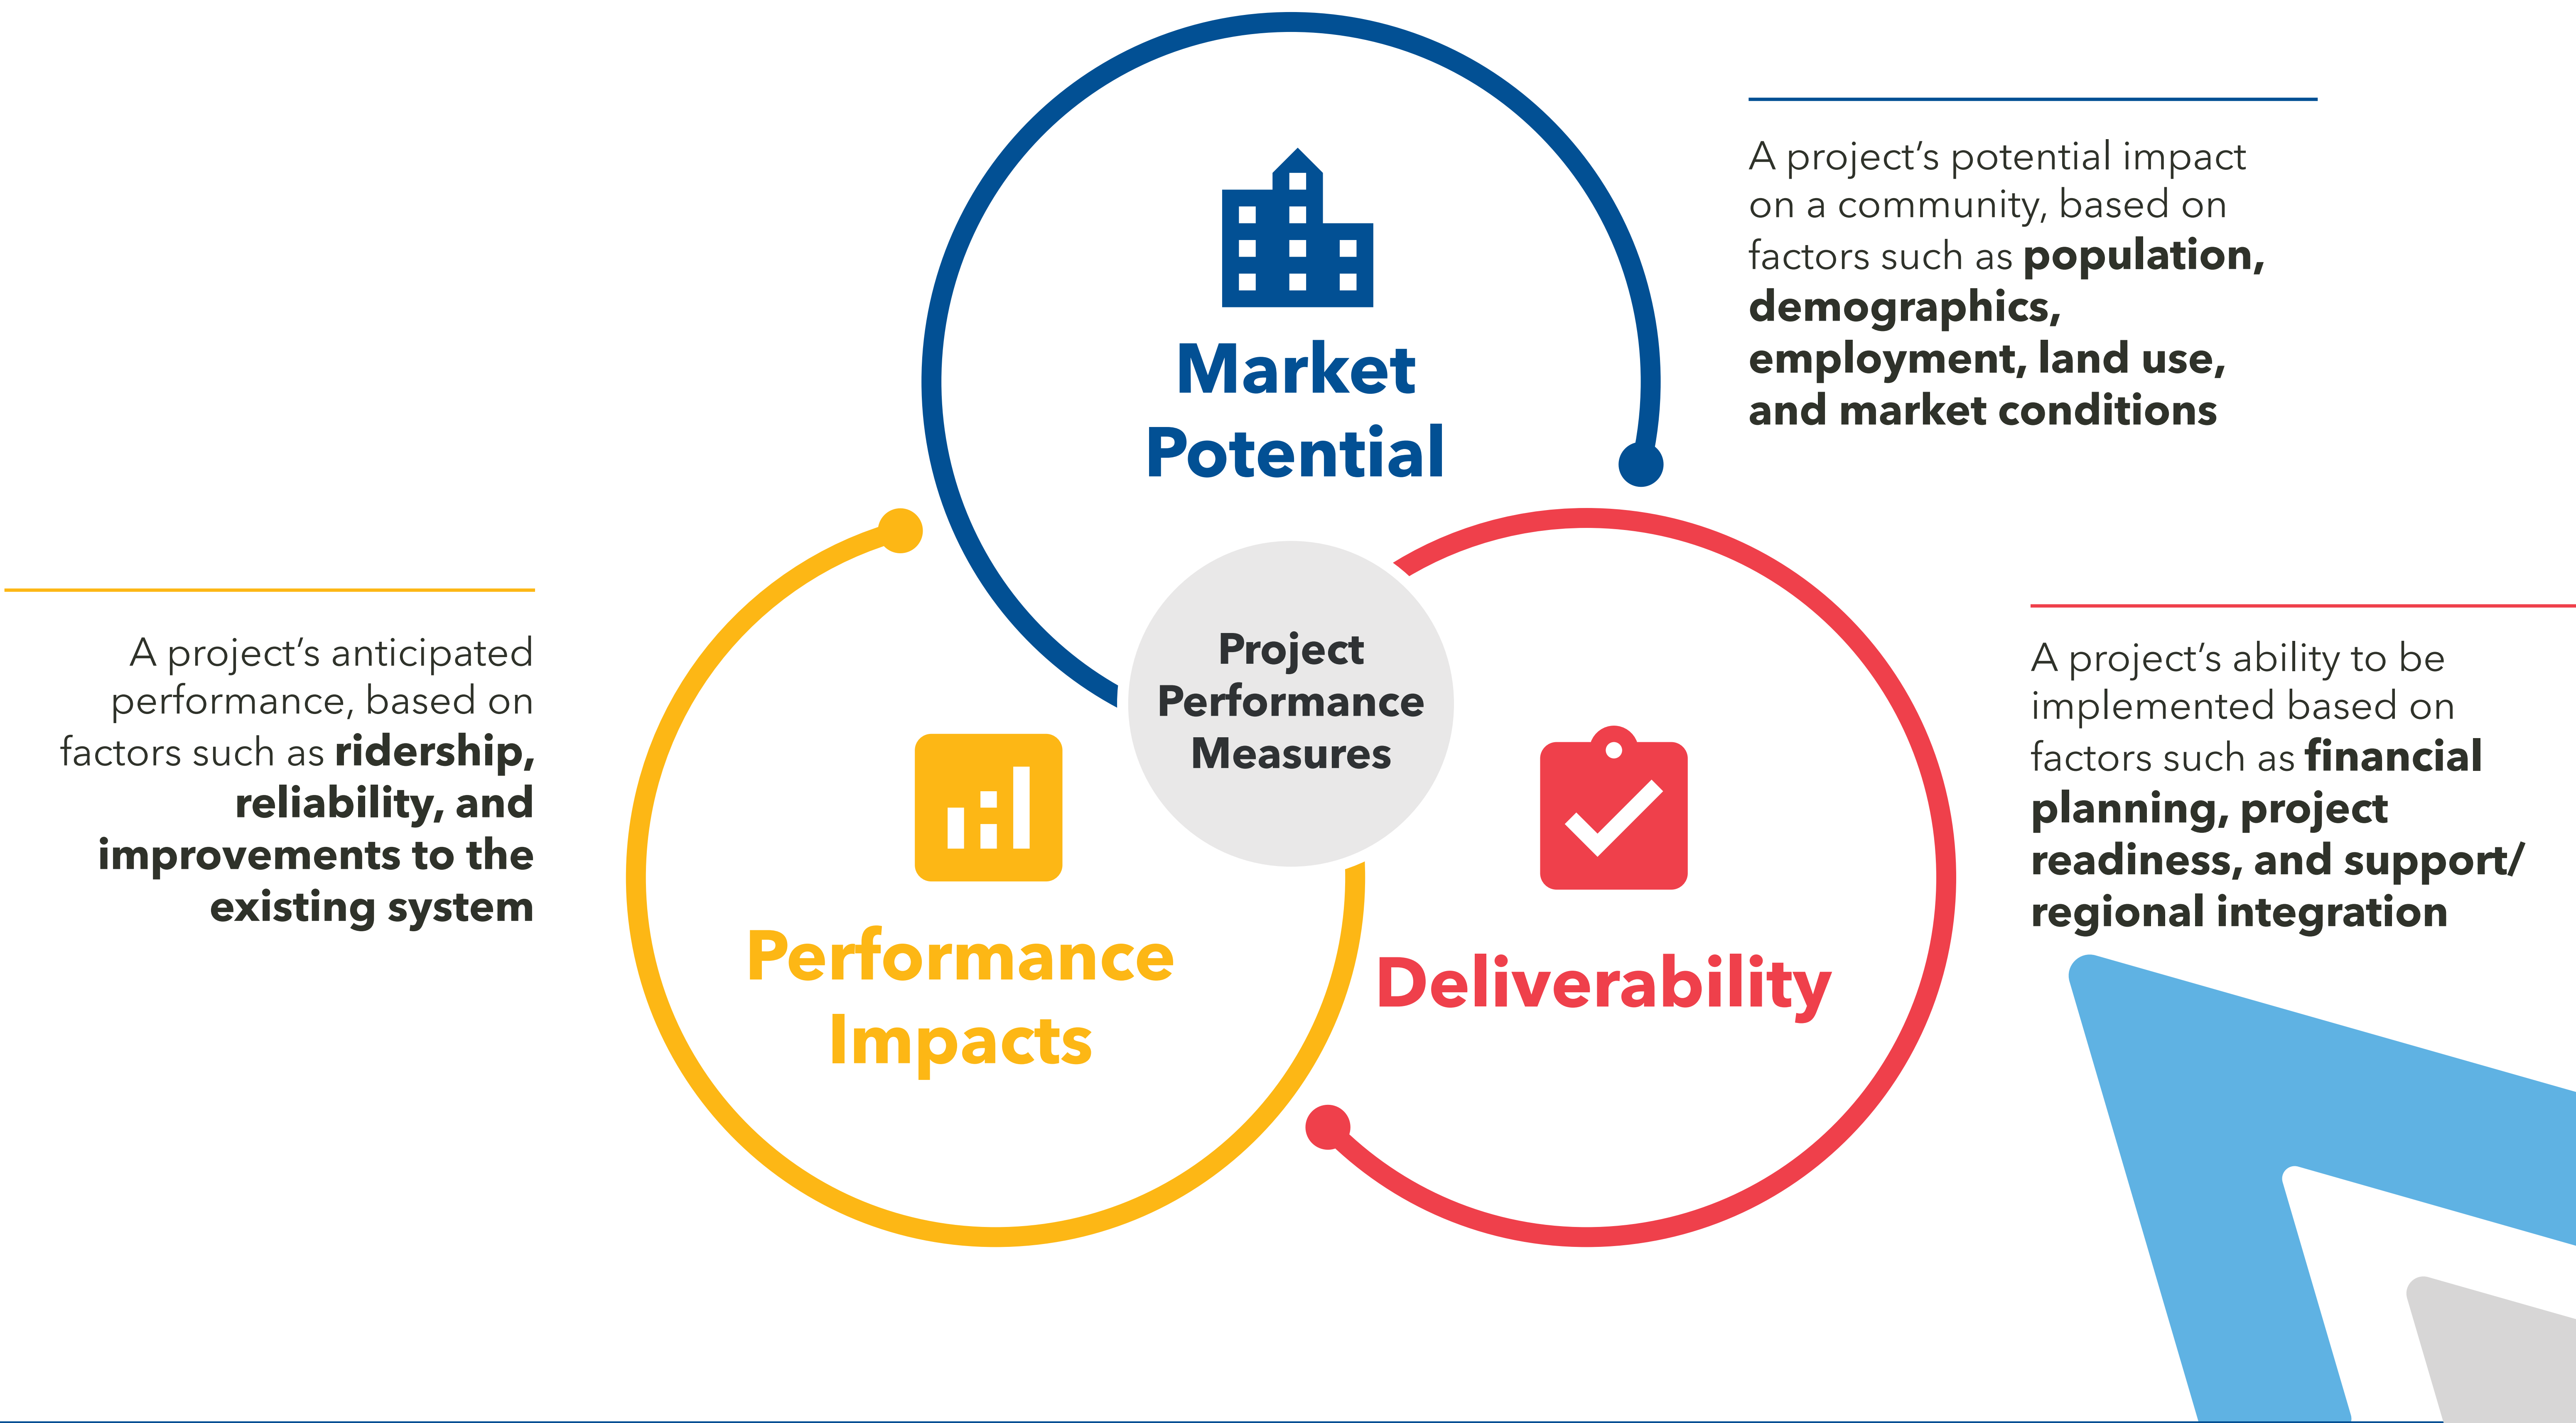 Market
Potential
A project’s potential impact
on a community, based on
factors such as population,
demographics,
employment, land use,
and market conditions
Project
Performance
Measures
A project’s anticipated
performance, based on
factors such as ridership,
reliability, and
improvements to the
existing system
Performance
Impacts
Deliverability
A project’s ability to be
implemented based on
factors such as financial
planning, project
readiness, and support/
regional integration